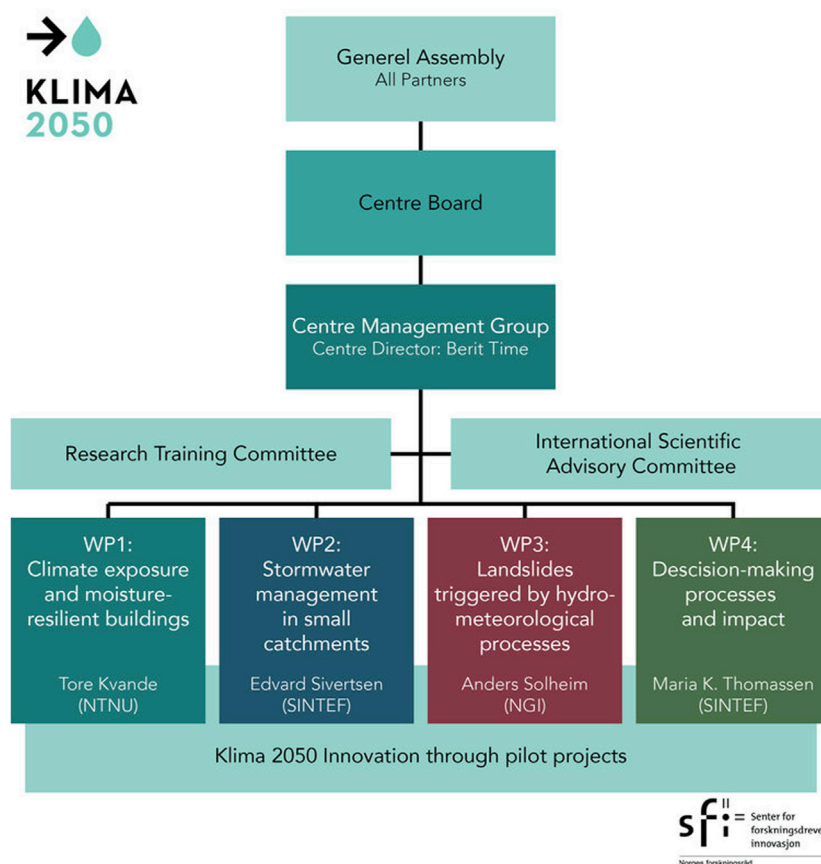 KLIMA
2050
Generel Assembly
All Partners
Centre Board
Centre Management Group
Centre Director: Berit Time
Research Training Committee
International Scientific
Advisory Committee
WP1:
Climate exposure
and moisture-
resilient buildings
Tore Kvande
(NTNU)
WP2:
Stormwater
management
in small
catchments
Edvard Sivertsen
(SINTEF)
WP3:
Landslides
triggered by hydro-
meteorological
processes
Anders Solheim
(NGI)
WP4:
Descision-making
processes
and impact
Maria K. Thomassen
(SINTEF)
Klima 2050 Innovation through pilot projects
sfi
Senter for
forskningsdreve
innovasjon
Norges forskningsråd